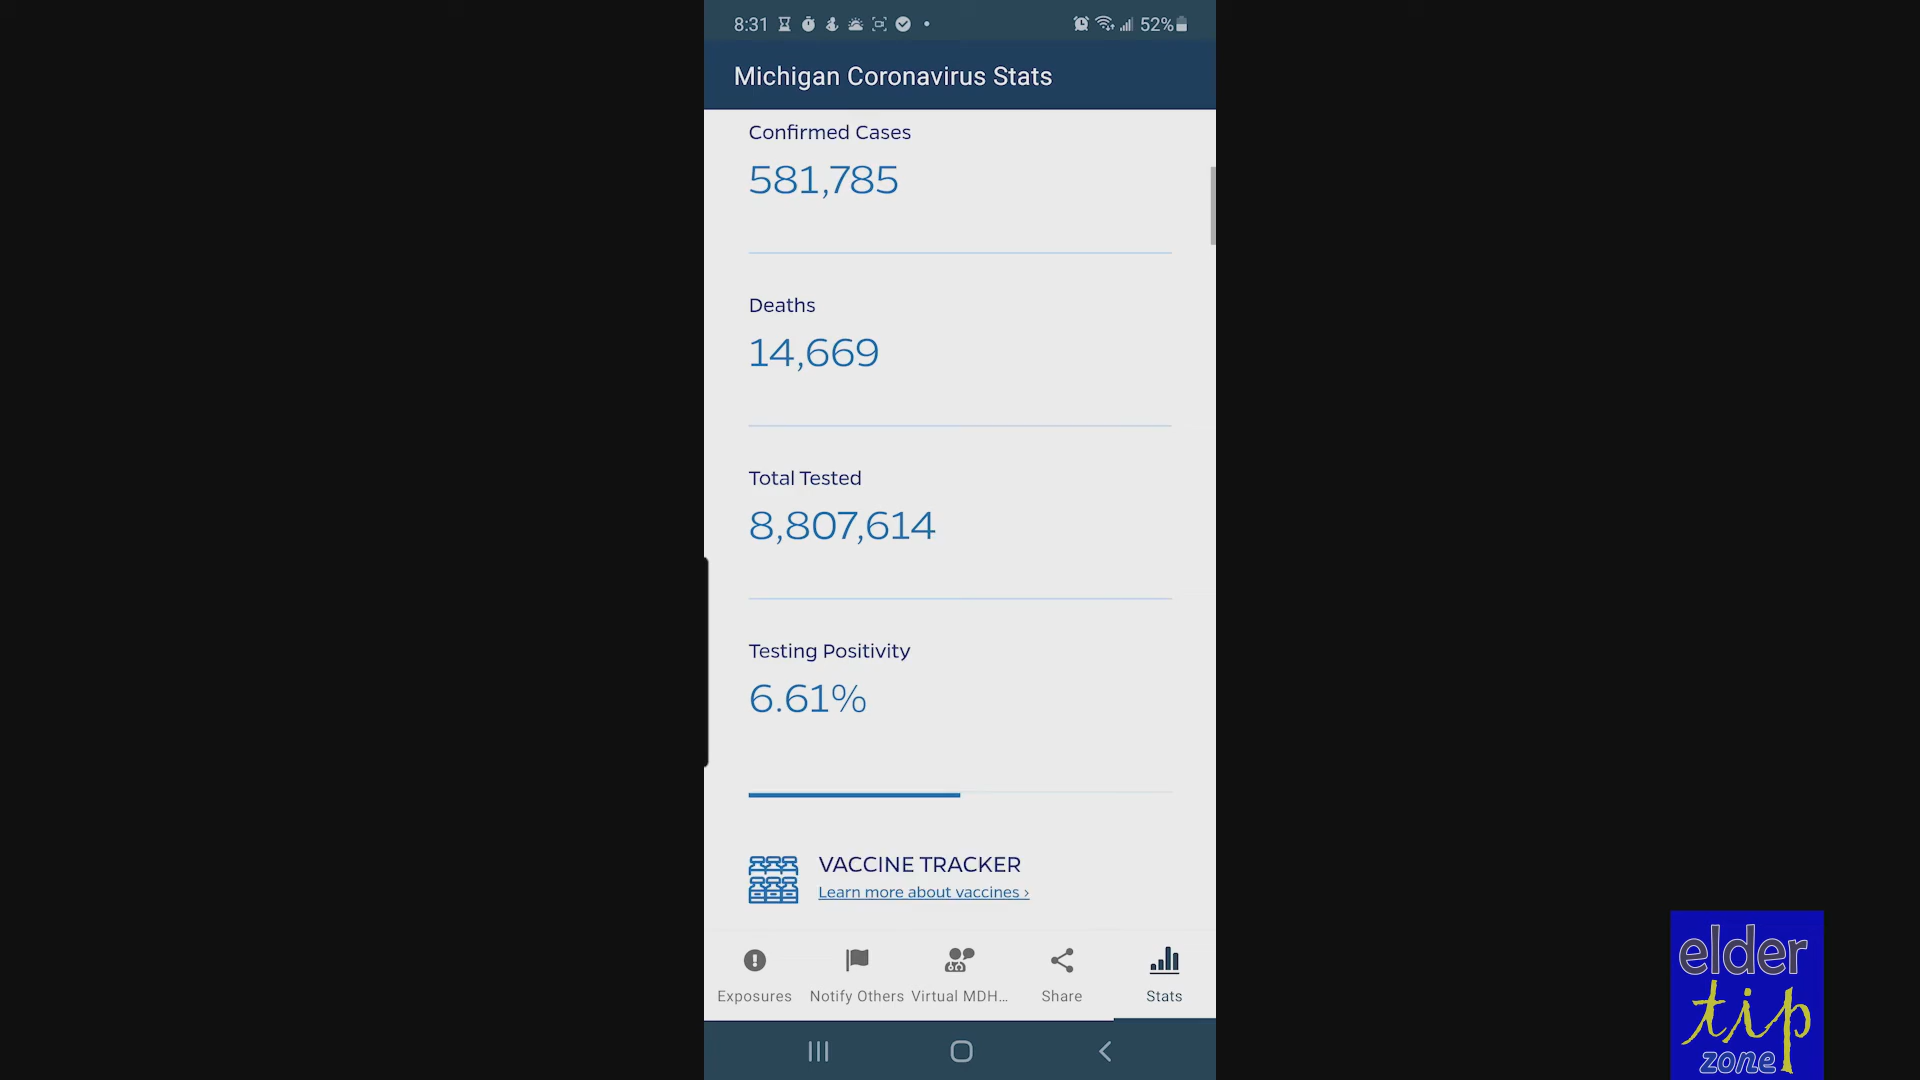 8:31
52%
Michigan Coronavirus Stats
Confirmed Cases
581,785
Deaths
14,669
Total Tested
8,807,614
Testing Positivity
6.61%
VACCINE TRACKER
Learn more about vaccines ›
Exposures
Notify Others
Virtual MDH...
Share
Stats
elder
tip
zone